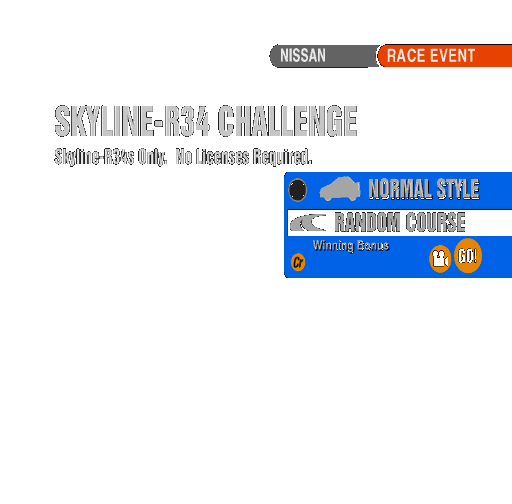 NISSAN RACE EVENT
SKYLINE-R34 CHALLENGE
Skyline-R34s Only. No Licenses Required.
NORMAL STYLE
RANDOM COURSE
Winning Bonus
Cr GO!